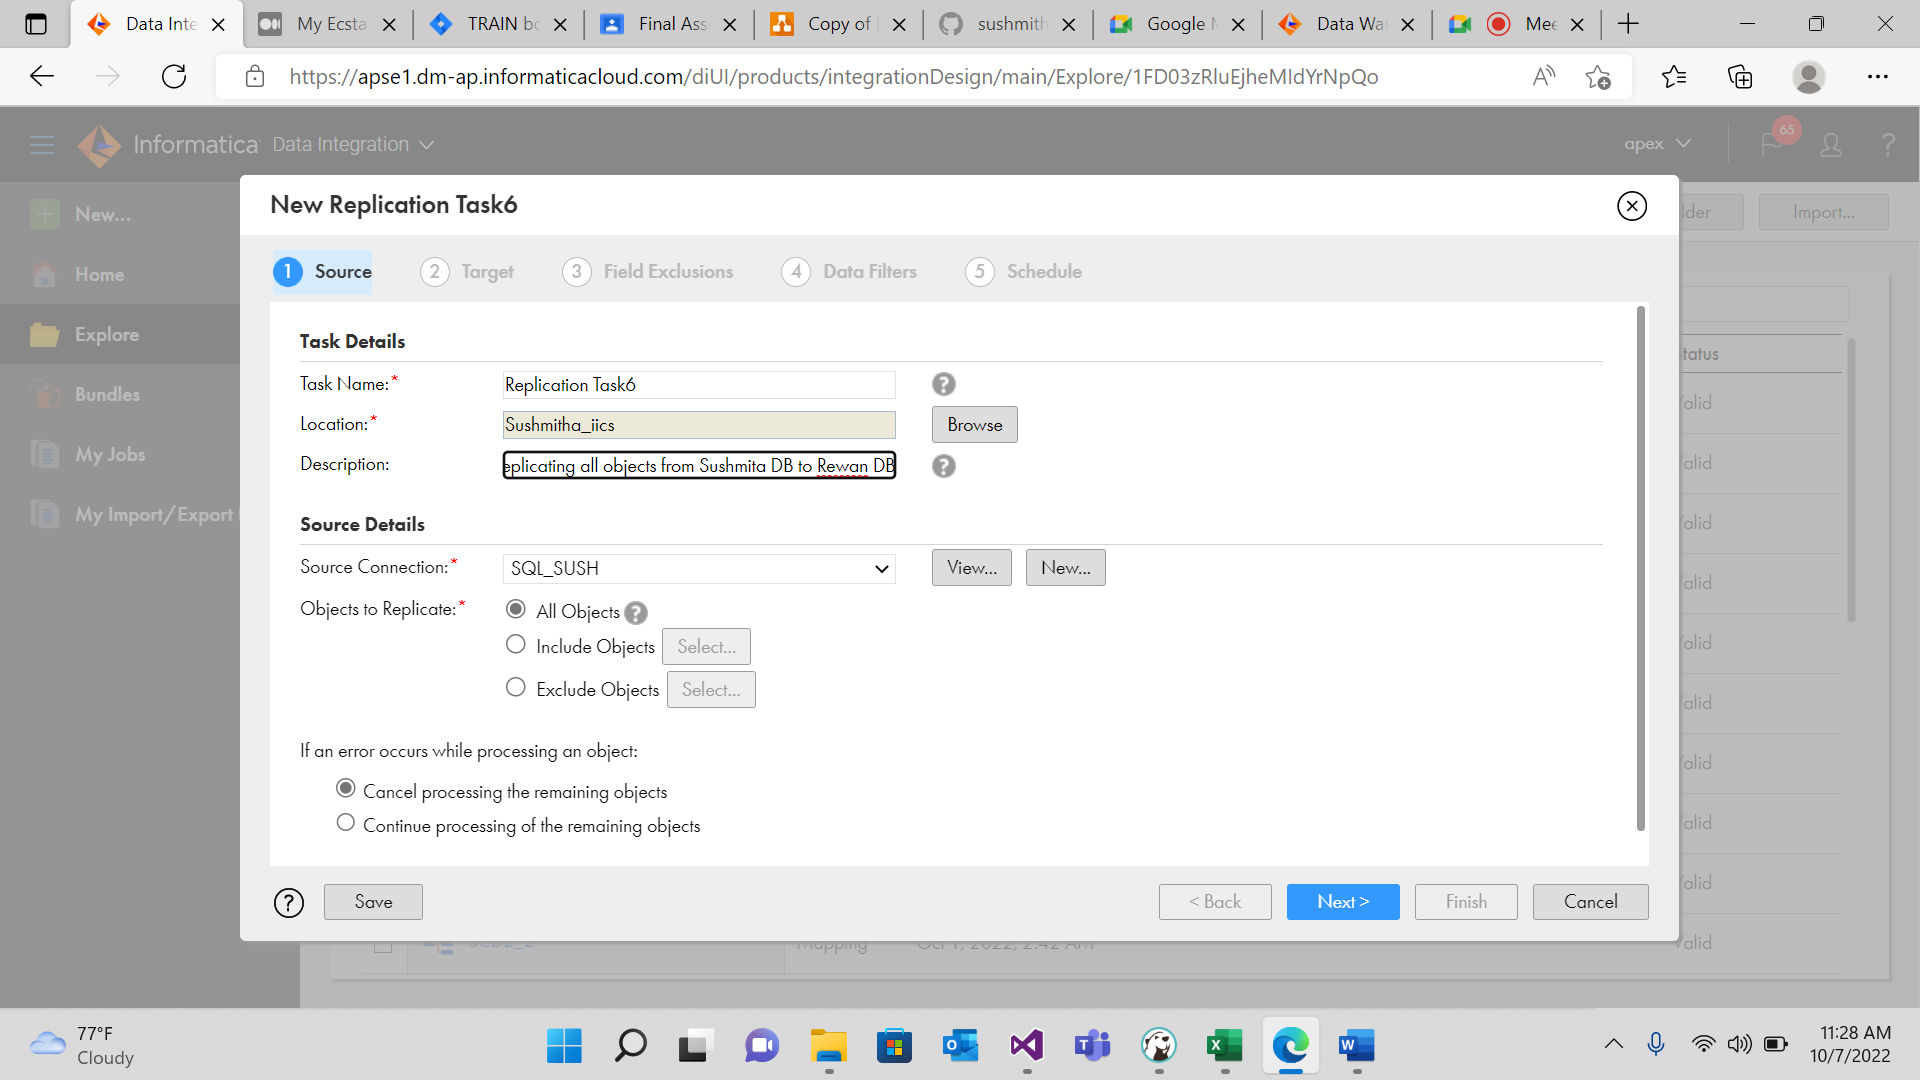 Data Inte
My Ecsta
TRAIN bo
Final Ass
Copy of
sushmith
Google M
Data Wa
Mee
https://apse1.dm-ap.informaticacloud.com/diUI/products/integrationDesign/main/Explore/1FD03zRluEjheMIdYrNpQo
Informatica Data Integration
apex
65
?
New...
Home
Explore
Bundles
My Jobs
My Import/Export
lder
Import...
tatus
alid
alid
alid
alid
alid
alid
alid
alid
alid
Valid
New Replication Task6
1 Source
2 Target
3 Field Exclusions
4 Data Filters
5 Schedule
Task Details
Task Name:* Replication Task6 ?
Location:* Sushmitha_iics Browse
Description: eplicating all objects from Sushmita DB to Rewan DB ?
Source Details
Source Connection:* SQL_SUSH View... New...
Objects to Replicate:* All Objects ?
Include Objects Select...
Exclude Objects Select...
If an error occurs while processing an object:
Cancel processing the remaining objects
Continue processing of the remaining objects
? Save < Back Next > Finish Cancel
Mapping Oct 1, 2022, 2:42 AM
77°F
Cloudy
11:28 AM
10/7/2022